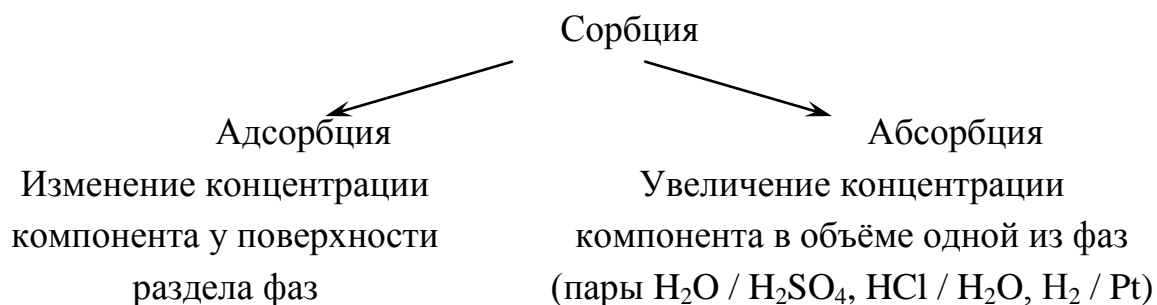 Сорбция
Адсорбция
Изменение концентрации
компонента у поверхности
раздела фаз
Абсорбция
Увеличение концентрации
компонента в объёме одной из фаз
(пары H₂O / H₂SO₄, HCl / H₂O, H₂ / Pt)